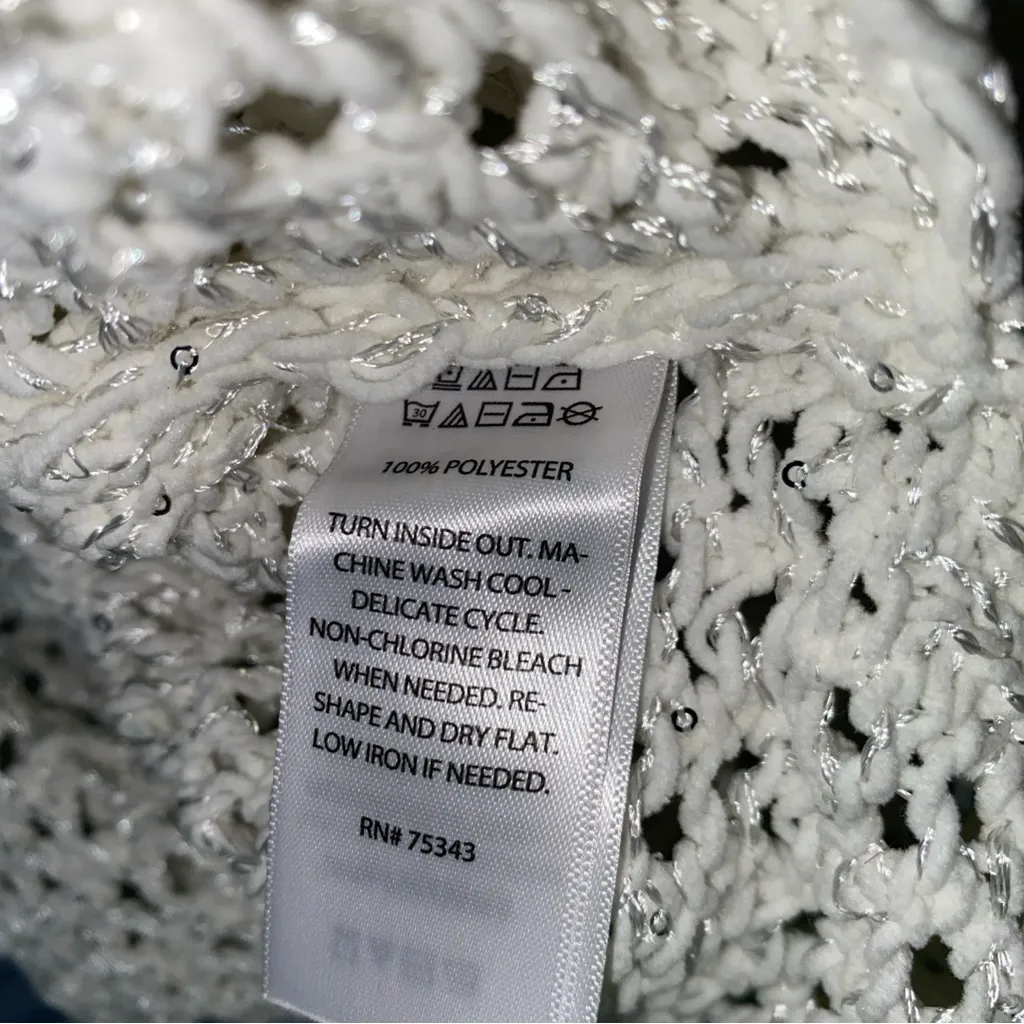 30
100% POLYESTER
TURN INSIDE OUT. MA-
CHINE WASH COOL -
DELICATE CYCLE.
NON-CHLORINE BLEACH
WHEN NEEDED. RE-
SHAPE AND DRY FLAT.
LOW IRON IF NEEDED.
RN# 75343